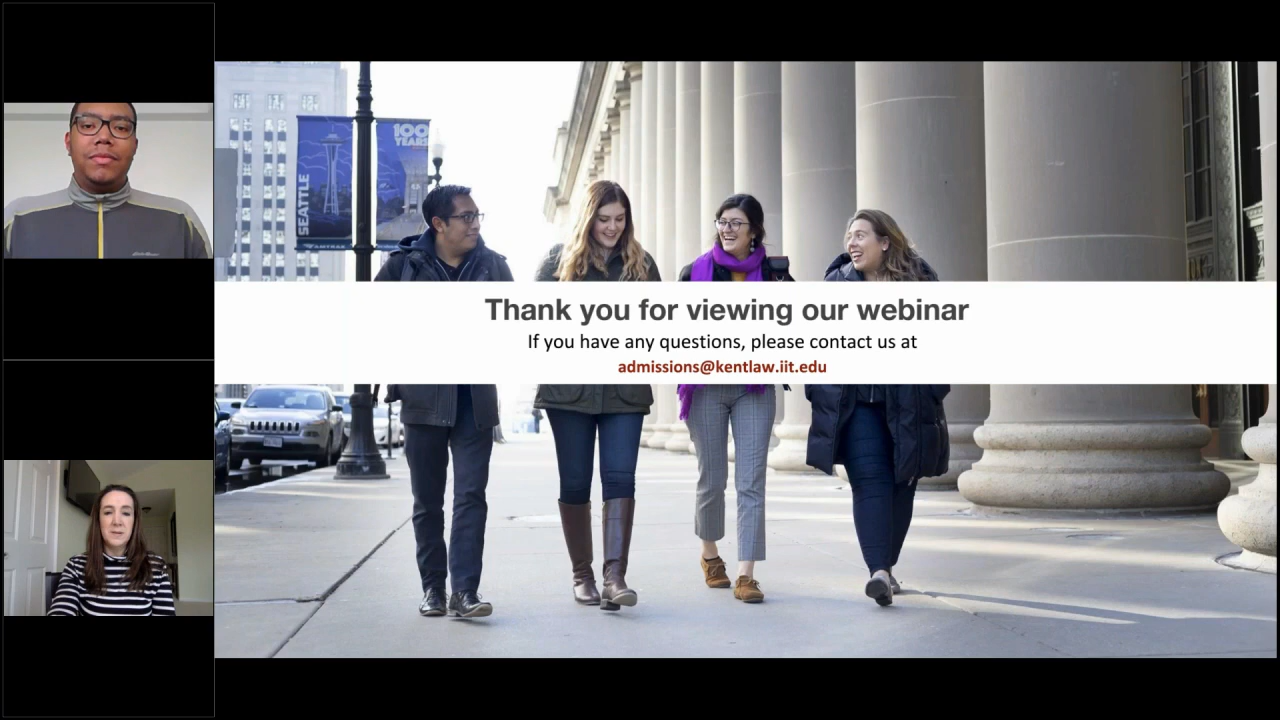 SEATTLE
100
YEARS
Thank you for viewing our webinar
If you have any questions, please contact us at
admissions@kentlaw.iit.edu